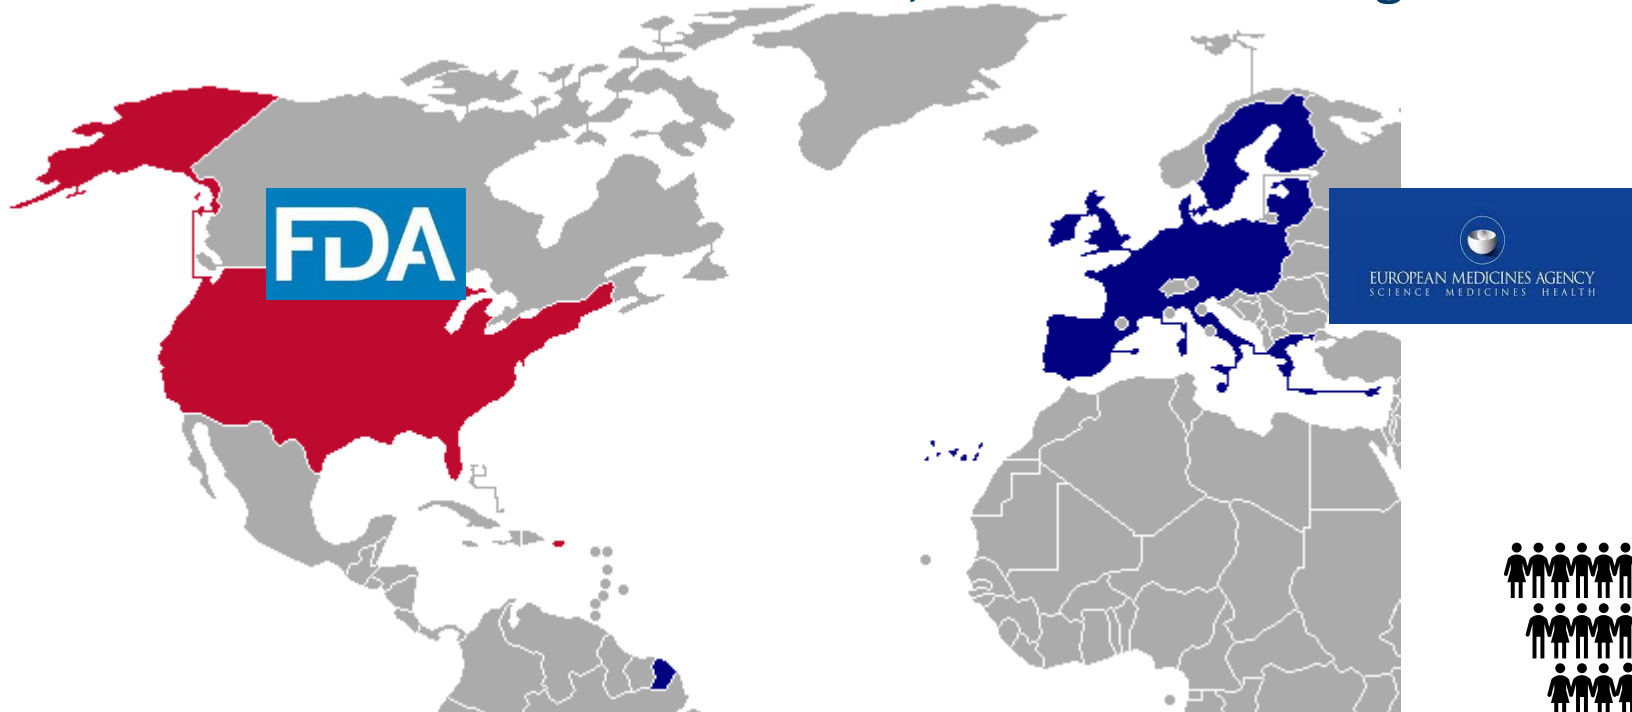 FDA
EUROPEAN MEDICINES AGENCY
SCIENCE MEDICINES HEALTH